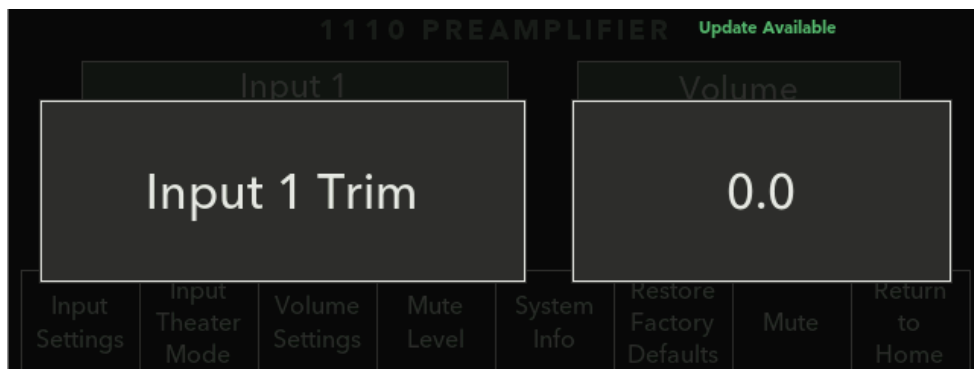 1110 PREAMPLIFIER
Update Available
Input 1
Volume
Input 1 Trim
0.0
Input
Settings
Input
Theater
Mode
Volume
Settings
Mute
Level
System
Info
Restore
Factory
Defaults
Mute
Return
to
Home